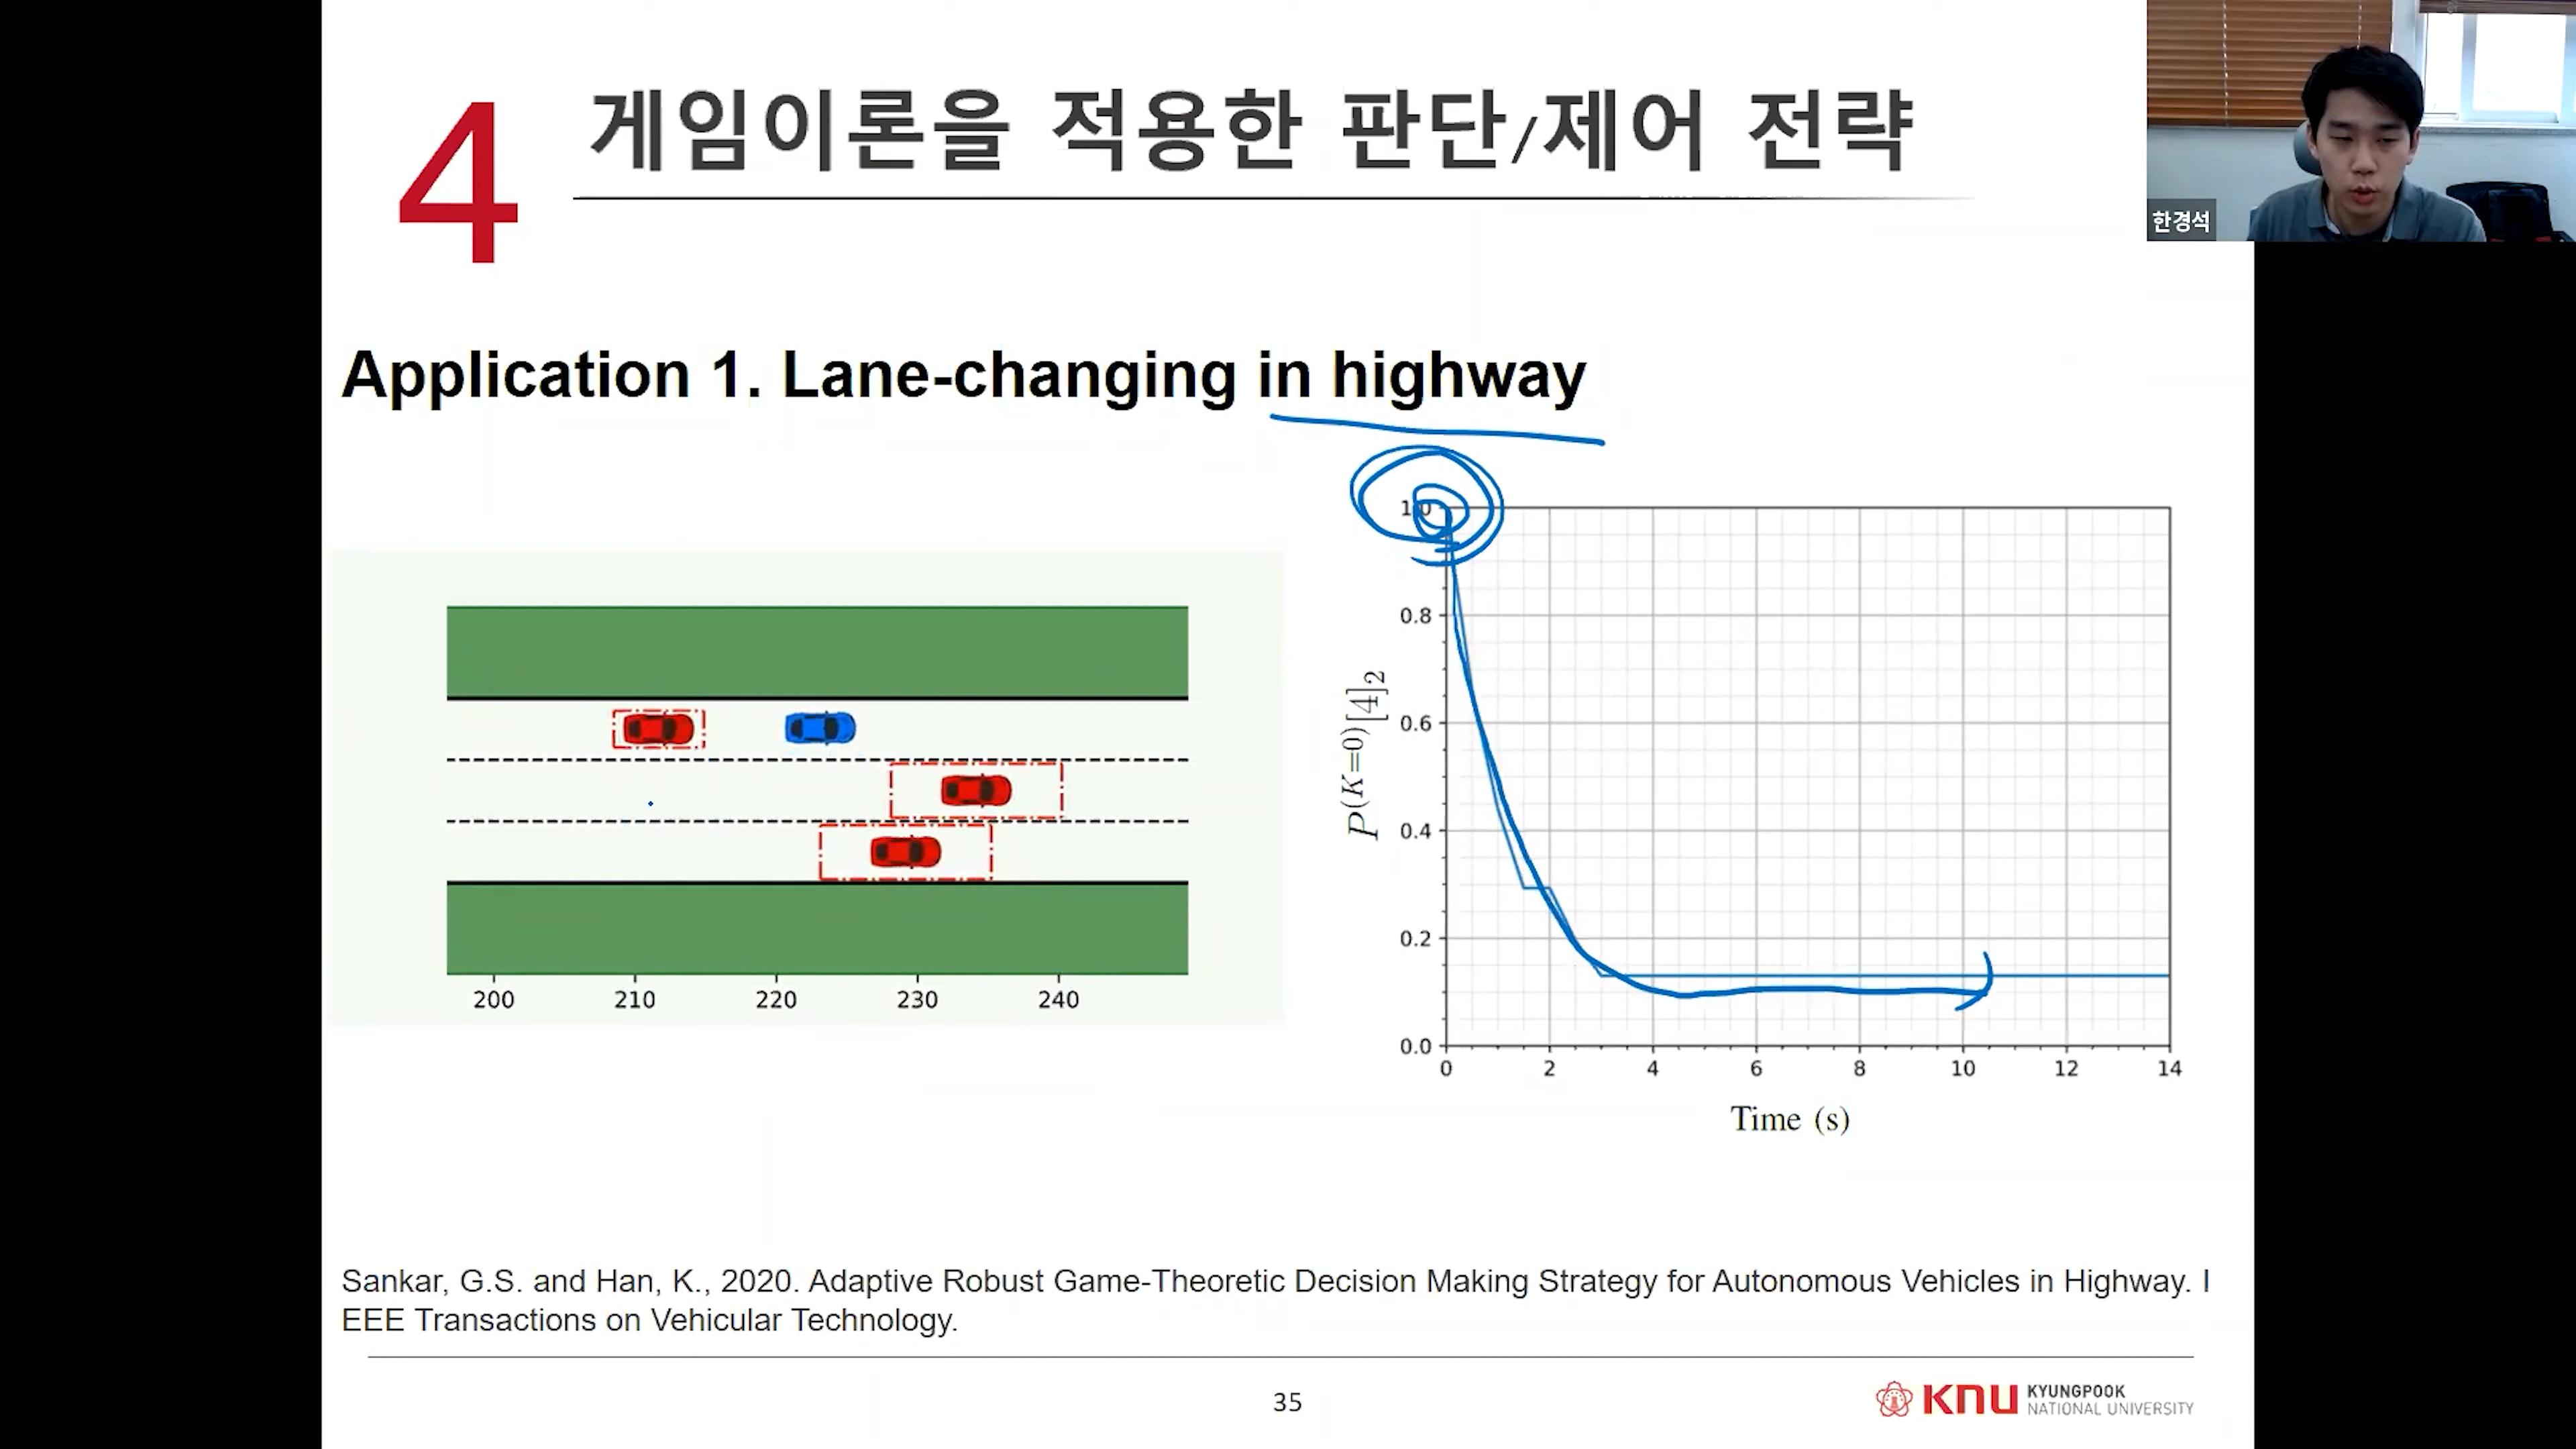 4
게임이론을 적용한 판단/제어 전략
한경석
Application 1. Lane-changing in highway
200 210 220 230 240
1.0
0.8
0.6
0.4
0.2
0.0
P(K=0)[4]2
0 2 4 6 8 10 12 14
Time (s)
Sankar, G.S. and Han, K., 2020. Adaptive Robust Game-Theoretic Decision Making Strategy for Autonomous Vehicles in Highway. I
EEE Transactions on Vehicular Technology.
35
KNU
KYUNGPOOK
NATIONAL UNIVERSITY